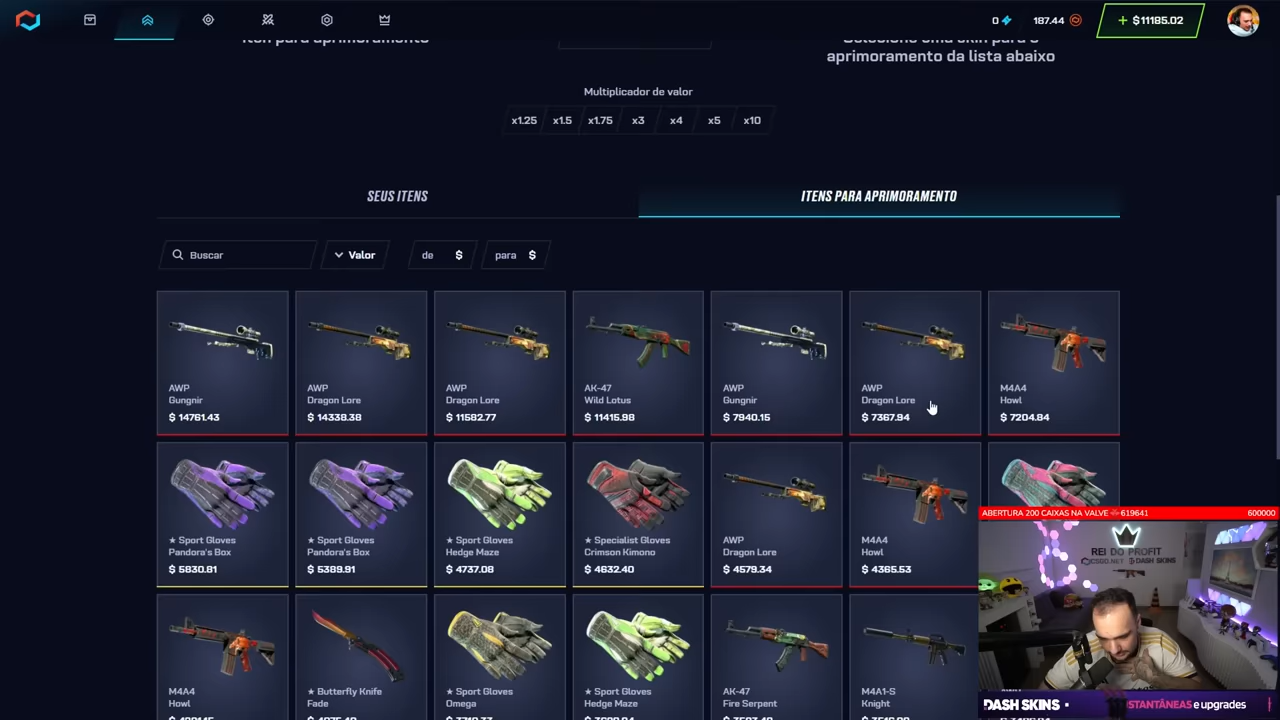 0
187.44
+ $11185.02
Item para aprimoramento
Selecione uma skin para o
aprimoramento da lista abaixo
Multiplicador de valor
x1.25 x1.5 x1.75 x3 x4 x5 x10
SEUS ITENS
ITENS PARA APRIMORAMENTO
Buscar
Valor
de $
para $
AWP
Gungnir
$ 14761.43
AWP
Dragon Lore
$ 14338.38
AWP
Dragon Lore
$ 11582.77
AK-47
Wild Lotus
$ 11415.98
AWP
Gungnir
$ 7940.15
AWP
Dragon Lore
$ 7367.94
M4A4
Howl
$ 7204.84
★ Sport Gloves
Pandora's Box
$ 5830.81
★ Sport Gloves
Pandora's Box
$ 5389.91
★ Sport Gloves
Hedge Maze
$ 4737.08
★ Specialist Gloves
Crimson Kimono
$ 4632.40
AWP
Dragon Lore
$ 4579.34
M4A4
Howl
$ 4365.53
M4A4
Howl
★ Butterfly Knife
Fade
★ Sport Gloves
Omega
★ Sport Gloves
Hedge Maze
AK-47
Fire Serpent
M4A1-S
Knight
ABERTURA 200 CAIXAS NA VALVE 619641 600000
REI DO PROFIT
CSGO.NET DASH SKINS
DASH SKINS • STANTÂNEAS e upgrades